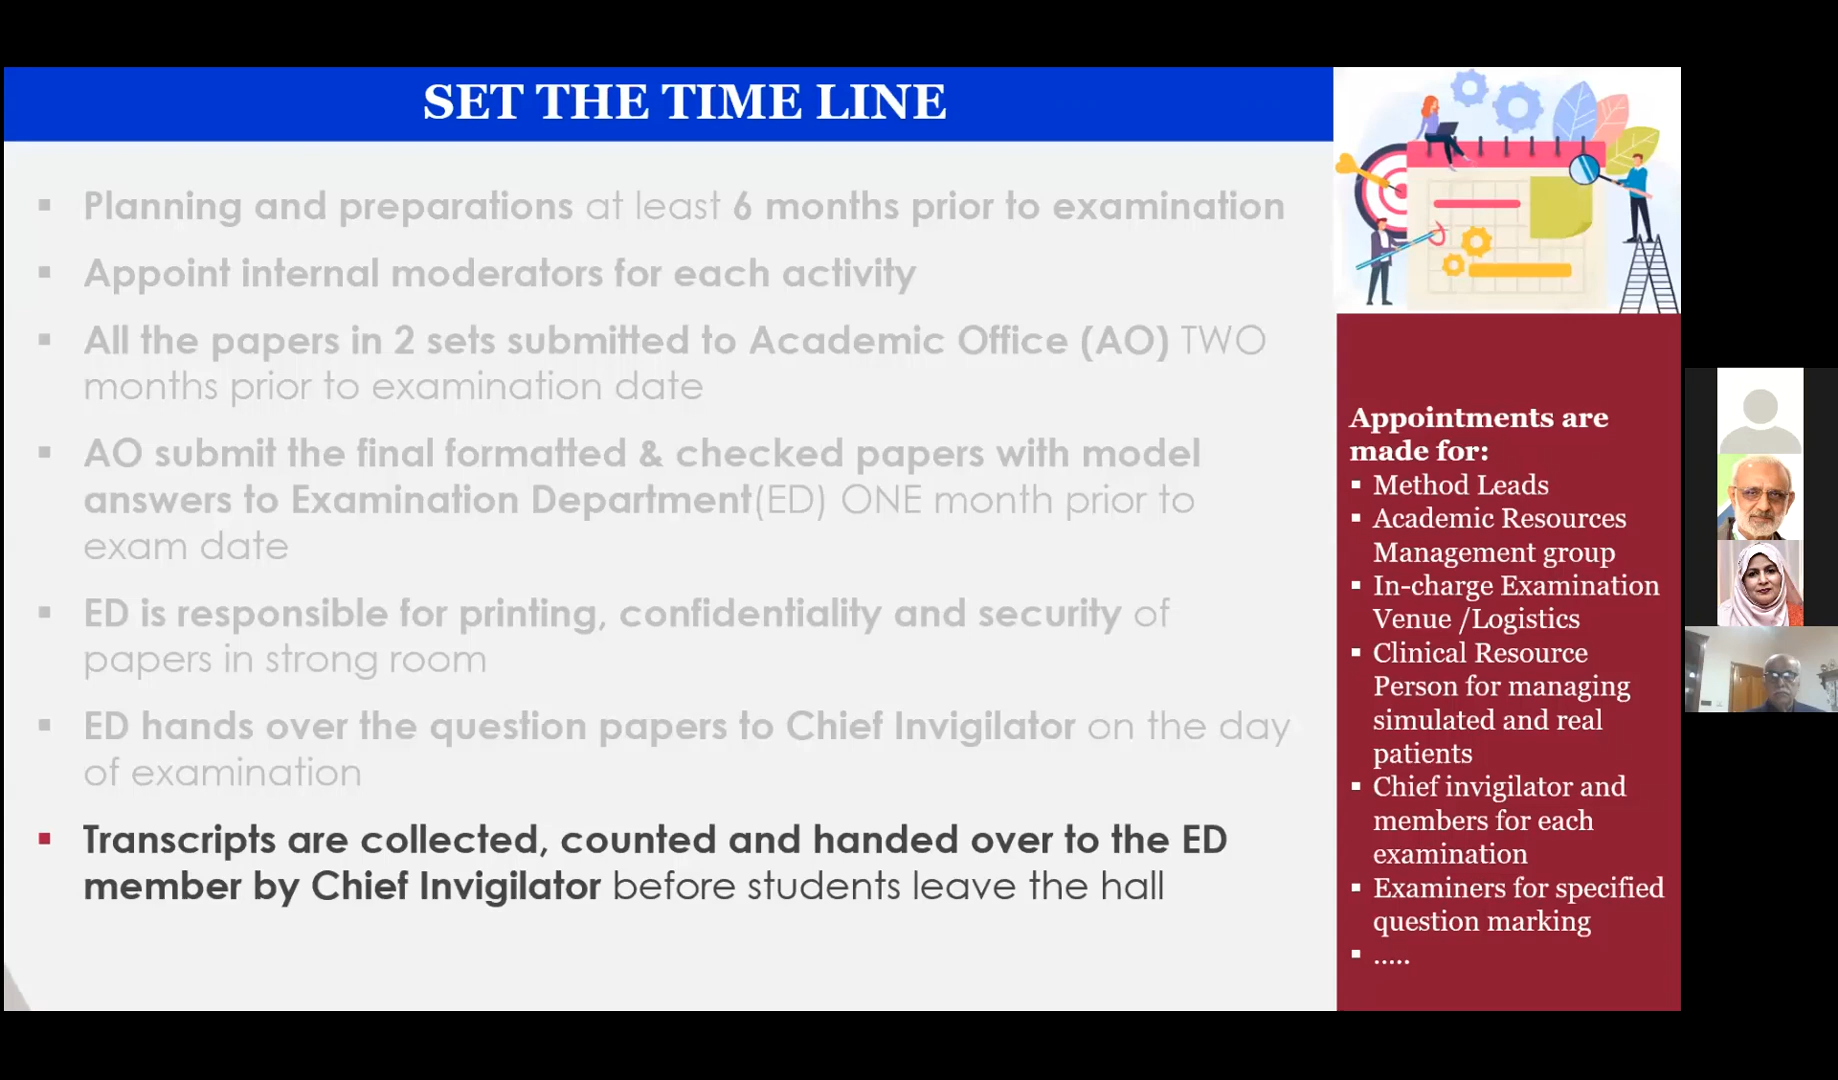 SET THE TIME LINE
▪ Planning and preparations at least 6 months prior to examination
▪ Appoint internal moderators for each activity
▪ All the papers in 2 sets submitted to Academic Office (AO) TWO
months prior to examination date
▪ AO submit the final formatted & checked papers with model
answers to Examination Department(ED) ONE month prior to
exam date
▪ ED is responsible for printing, confidentiality and security of
papers in strong room
▪ ED hands over the question papers to Chief Invigilator on the day
of examination
▪ Transcripts are collected, counted and handed over to the ED
member by Chief Invigilator before students leave the hall
Appointments are
made for:
▪ Method Leads
▪ Academic Resources
Management group
▪ In-charge Examination
Venue /Logistics
▪ Clinical Resource
Person for managing
simulated and real
patients
▪ Chief invigilator and
members for each
examination
▪ Examiners for specified
question marking
▪ .....